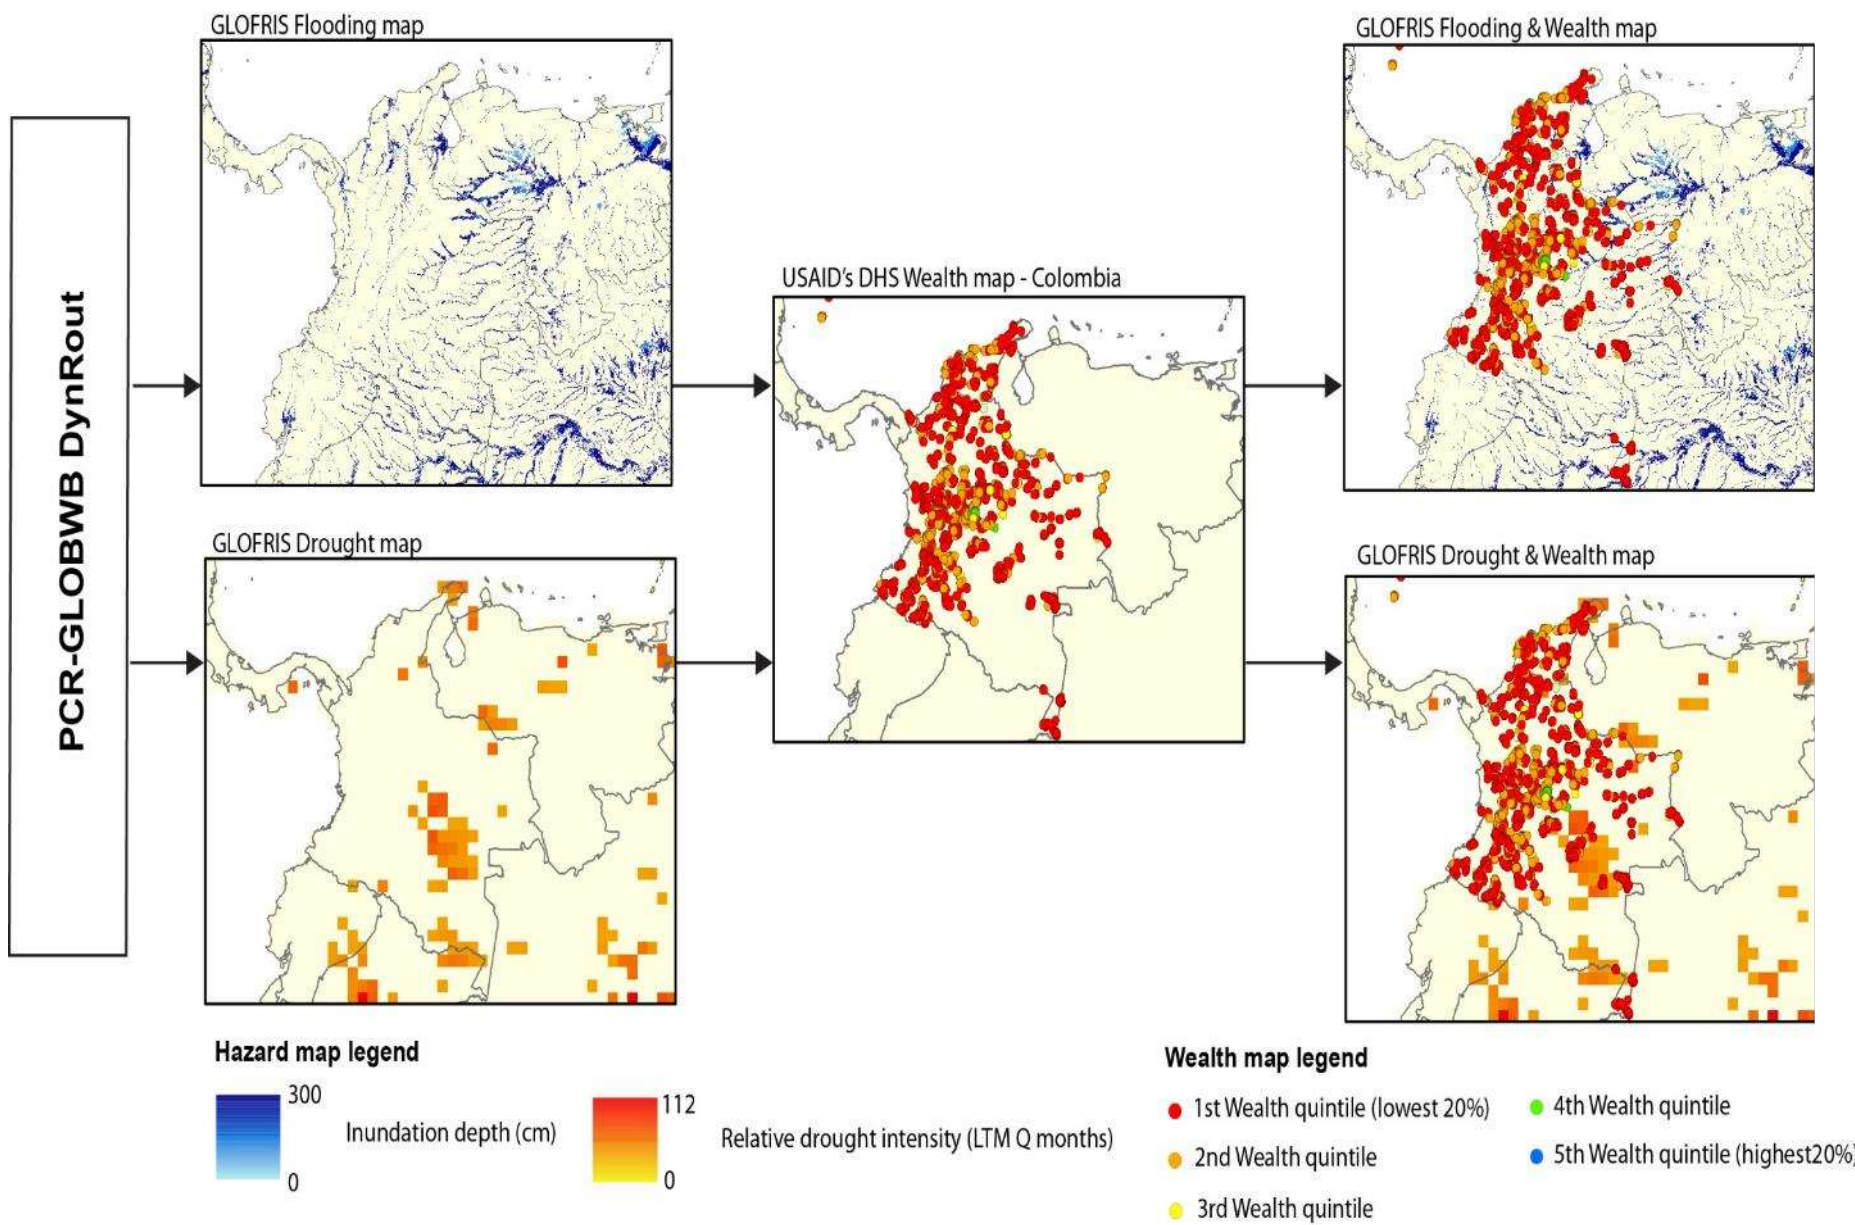 GLOFRIS Flooding map
GLOFRIS Flooding & Wealth map
PCR-GLOBWB DynRout
USAID's DHS Wealth map - Colombia
GLOFRIS Drought map
GLOFRIS Drought & Wealth map
Hazard map legend
300
0
Inundation depth (cm)
112
0
Relative drought intensity (LTM Q months)
Wealth map legend
1st Wealth quintile (lowest 20%)
2nd Wealth quintile
3rd Wealth quintile
4th Wealth quintile
5th Wealth quintile (highest20%)